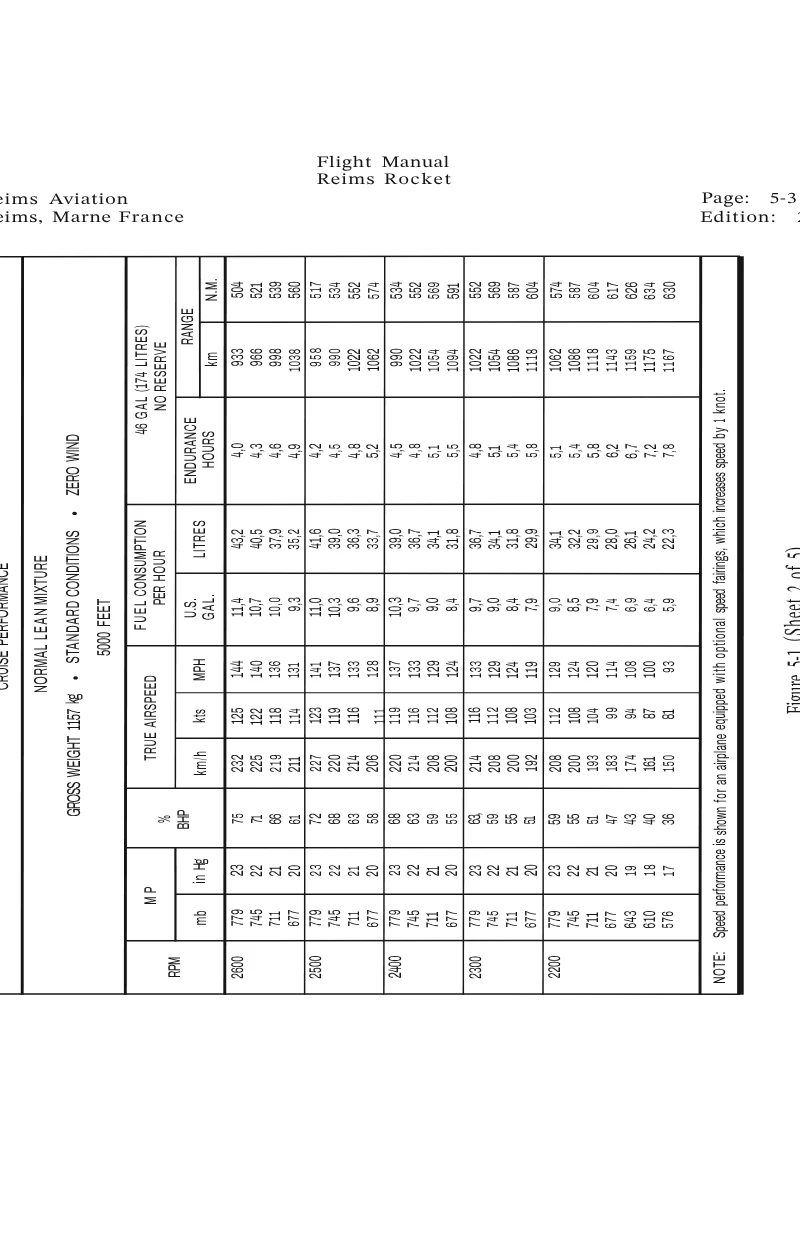 Flight Manual
Reims Rocket
eims Aviation
eims, Marne France
Page: 5-3
Edition: 2
CRUISE PERFORMANCE
NORMAL LEAN MIXTURE
GROSS WEIGHT 1157 kg • STANDARD CONDITIONS • ZERO WIND
5000 FEET
RPM M P % BHP TRUE AIRSPEED FUEL CONSUMPTION PER HOUR 46 GAL (174 LITRES) NO RESERVE
mb in Hg km/h kts MPH U.S. GAL. LITRES ENDURANCE HOURS RANGE km N.M.
2600 779 23 75 232 125 144 11,4 43,2 4,0 933 504
745 22 71 225 122 140 10,7 40,5 4,3 966 521
711 21 66 219 118 136 10,0 37,9 4,6 998 539
677 20 61 211 114 131 9,3 35,2 4,9 1038 560
2500 779 23 72 227 123 141 11,0 41,6 4,2 958 517
745 22 68 220 119 137 10,3 39,0 4,5 990 534
711 21 63 214 116 133 9,6 36,3 4,8 1022 552
677 20 58 206 111 128 8,9 33,7 5,2 1062 574
2400 779 23 68 220 119 137 10,3 39,0 4,5 990 534
745 22 63 214 116 133 9,7 36,7 4,8 1022 552
711 21 59 208 112 129 9,0 34,1 5,1 1054 569
677 20 55 200 108 124 8,4 31,8 5,5 1094 591
2300 779 23 63, 214 116 133 9,7 36,7 4,8 1022 552
745 22 59 208 112 129 9,0 34,1 5,1 1054 569
711 21 55 200 108 124 8,4 31,8 5,4 1086 587
677 20 51 192 103 119 7,9 29,9 5,8 1118 604
2200 779 23 59 208 112 129 9,0 34,1 5,1 1062 574
745 22 55 200 108 124 8,5 32,2 5,4 1086 587
711 21 51 193 104 120 7,9 29,9 5,8 1118 604
677 20 47 183 99 114 7,4 28,0 6,2 1143 617
643 19 43 174 94 108 6,9 26,1 6,7 1159 626
610 18 40 161 87 100 6,4 24,2 7,2 1175 634
576 17 36 150 81 93 5,9 22,3 7,8 1167 630
NOTE: Speed performance is shown for an airplane equipped with optional speed fairings, which increases speed by 1 knot.
Figure 5-1 (Sheet 2 of 5)